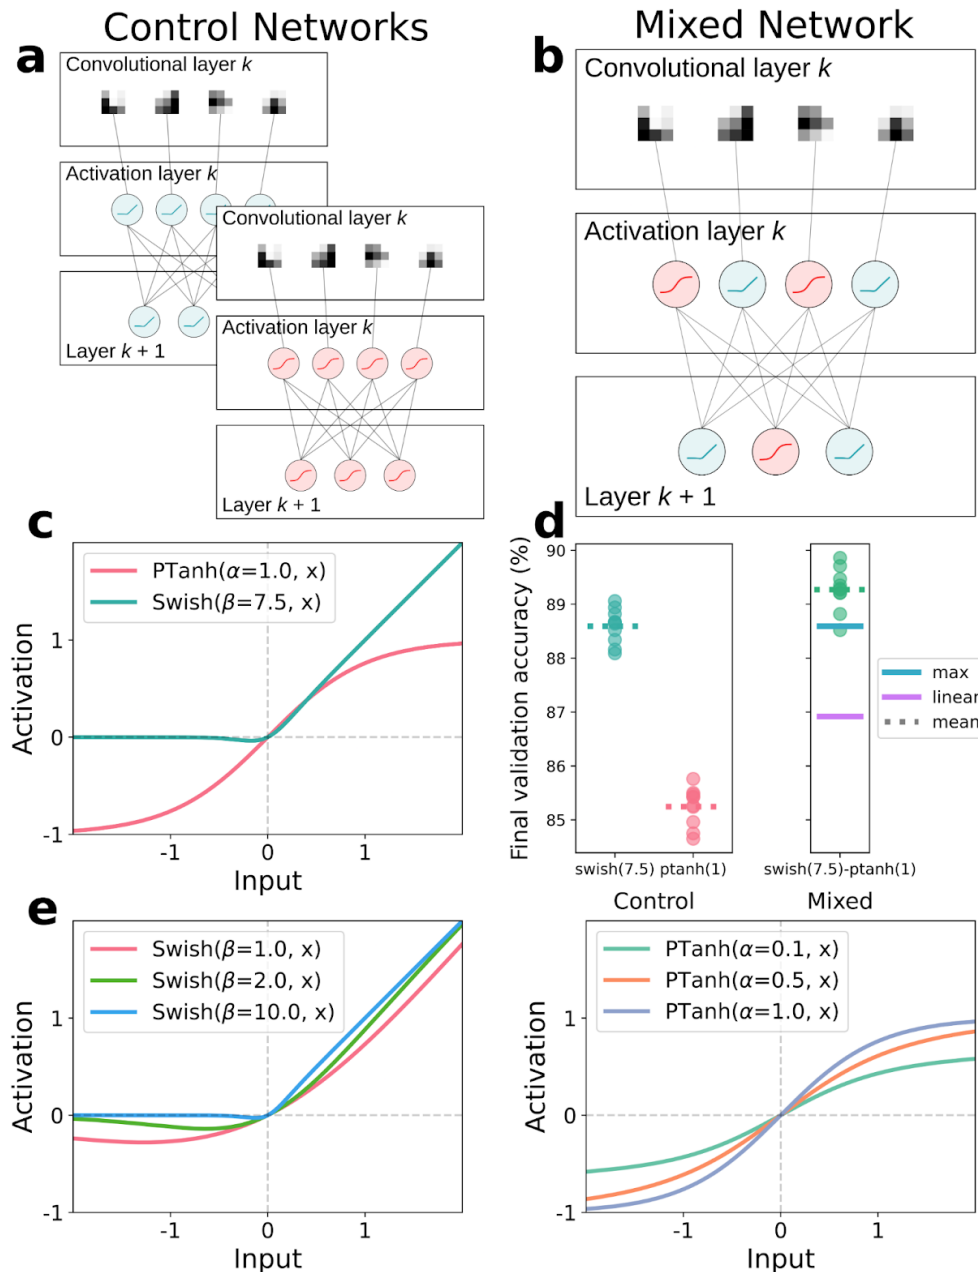 Control Networks
Mixed Network
a
Convolutional layer k
Activation layer k
Layer k + 1
Convolutional layer k
Activation layer k
Layer k + 1
b
Convolutional layer k
Activation layer k
Layer k + 1
c
PTanh(α=1.0, x)
Swish(β=7.5, x)
Activation
1
0
-1
-1 0 1
Input
d
Final validation accuracy (%)
90
89
88
87
86
85
swish(7.5) ptanh(1)
swish(7.5)-ptanh(1)
Control
Mixed
max
linear
mean
e
Swish(β=1.0, x)
Swish(β=2.0, x)
Swish(β=10.0, x)
Activation
1
0
-1
-1 0 1
Input
PTanh(α=0.1, x)
PTanh(α=0.5, x)
PTanh(α=1.0, x)
Activation
1
0
-1
-1 0 1
Input